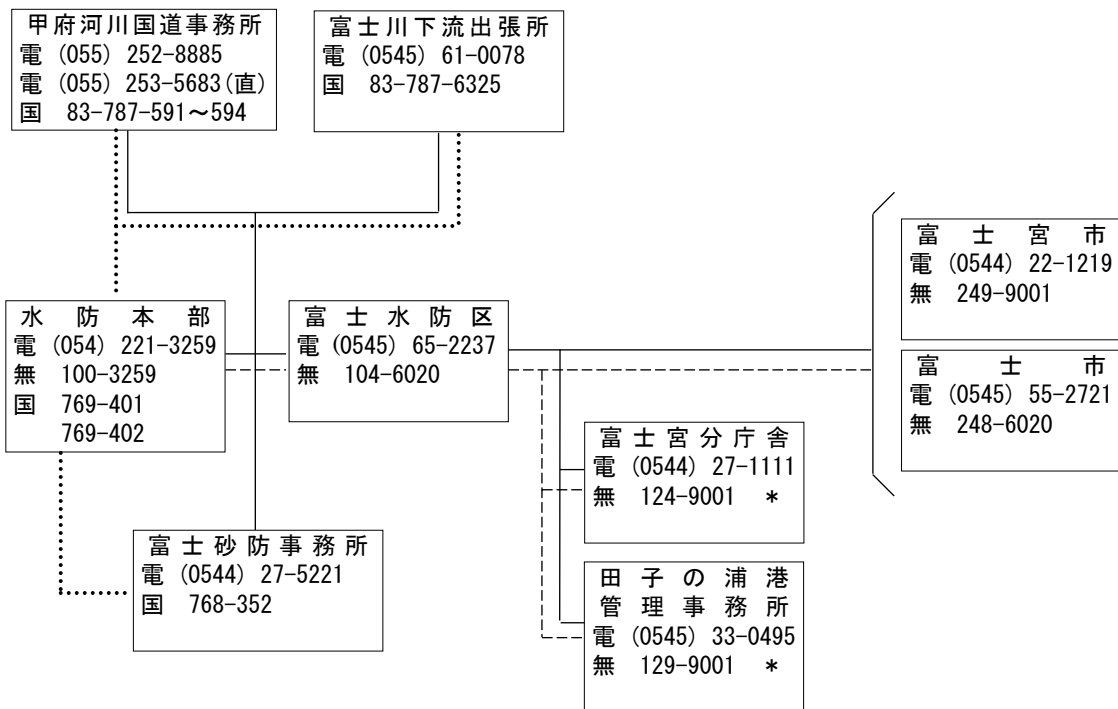 甲府河川国道事務所
電 (055) 252-8885
電 (055) 253-5683(直)
国 83-787-591～594
富士川下流出張所
電 (0545) 61-0078
国 83-787-6325
水防本部
電 (054) 221-3259
無 100-3259
国 769-401
769-402
富士水防区
電 (0545) 65-2237
無 104-6020
富士宮市
電 (0544) 22-1219
無 249-9001
富士市
電 (0545) 55-2721
無 248-6020
富士宮分庁舎
電 (0544) 27-1111
無 124-9001 *
富士砂防事務所
電 (0544) 27-5221
国 768-352
田子の浦港
管理事務所
電 (0545) 33-0495
無 129-9001 *